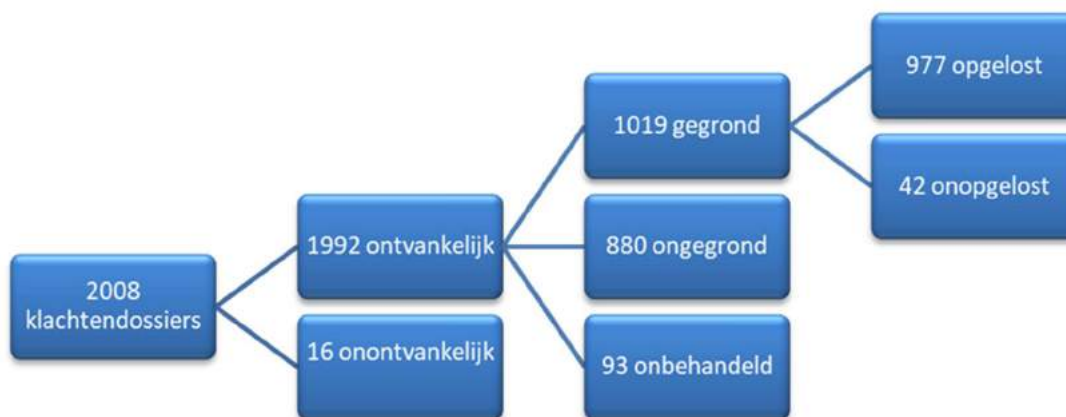 2008
klachtendossiers
1992 ontvankelijk
16 onontvankelijk
1019 gegrond
880 ongegrond
93 onbehandeld
977 opgelost
42 onopgelost